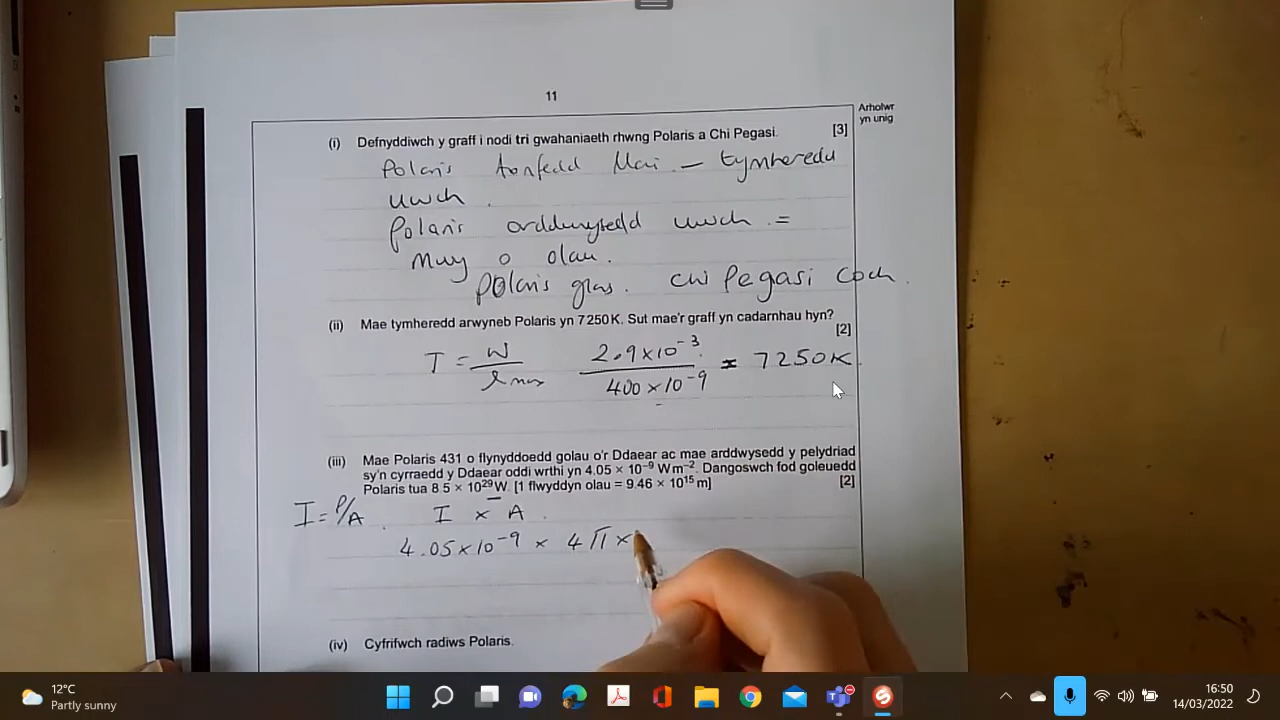 11
Arholwr
yn unig
(i) Defnyddiwch y graff i nodi tri gwahaniaeth rhwng Polaris a Chi Pegasi. [3]
Polaris tonfedd llai - tymheredd
uwch.
Polaris arddwysedd uwch =
mwy o olau.
Polaris glas. Chi Pegasi coch.
(ii) Mae tymheredd arwyneb Polaris yn 7250K. Sut mae'r graff yn cadarnhau hyn?
[2]
T = W/λmax 2.9×10⁻³/400×10⁻⁹ = 7250K.
(iii) Mae Polaris 431 o flynyddoedd golau o'r Ddaear ac mae arddwysedd y pelydriad
sy'n cyrraedd y Ddaear oddi wrthi yn 4.05 × 10⁻⁹ Wm⁻². Dangoswch fod goleuedd
Polaris tua 8.5 × 10²⁹ W. [1 flwyddyn olau = 9.46 × 10¹⁵ m] [2]
I = P/A. I × A.
4.05×10⁻⁹ × 4π×
(iv) Cyfrifwch radiws Polaris.
12°C
Partly sunny
16:50
14/03/2022